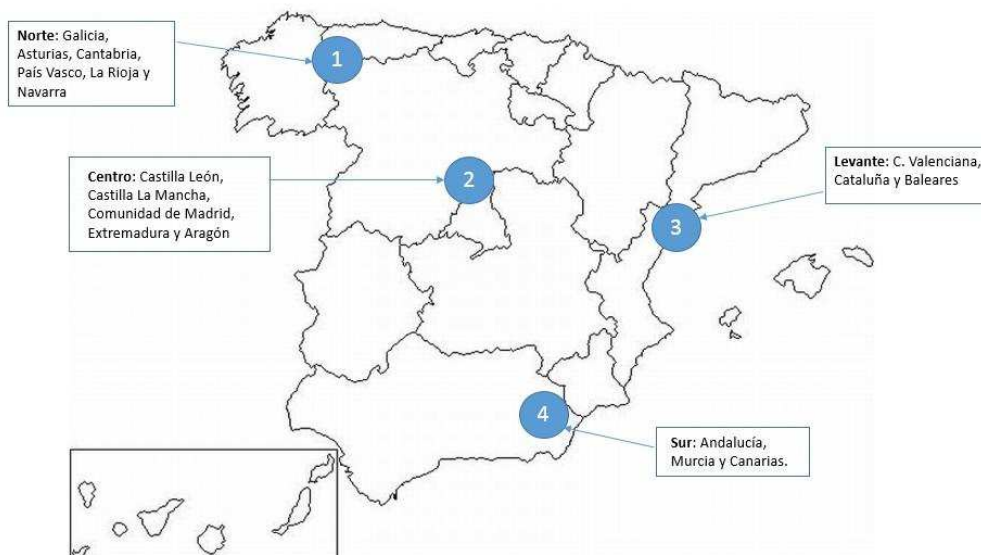 Norte: Galicia,
Asturias, Cantabria,
País Vasco, La Rioja y
Navarra
1
Centro: Castilla León,
Castilla La Mancha,
Comunidad de Madrid,
Extremadura y Aragón
2
Levante: C. Valenciana,
Cataluña y Baleares
3
4
Sur: Andalucía,
Murcia y Canarias.